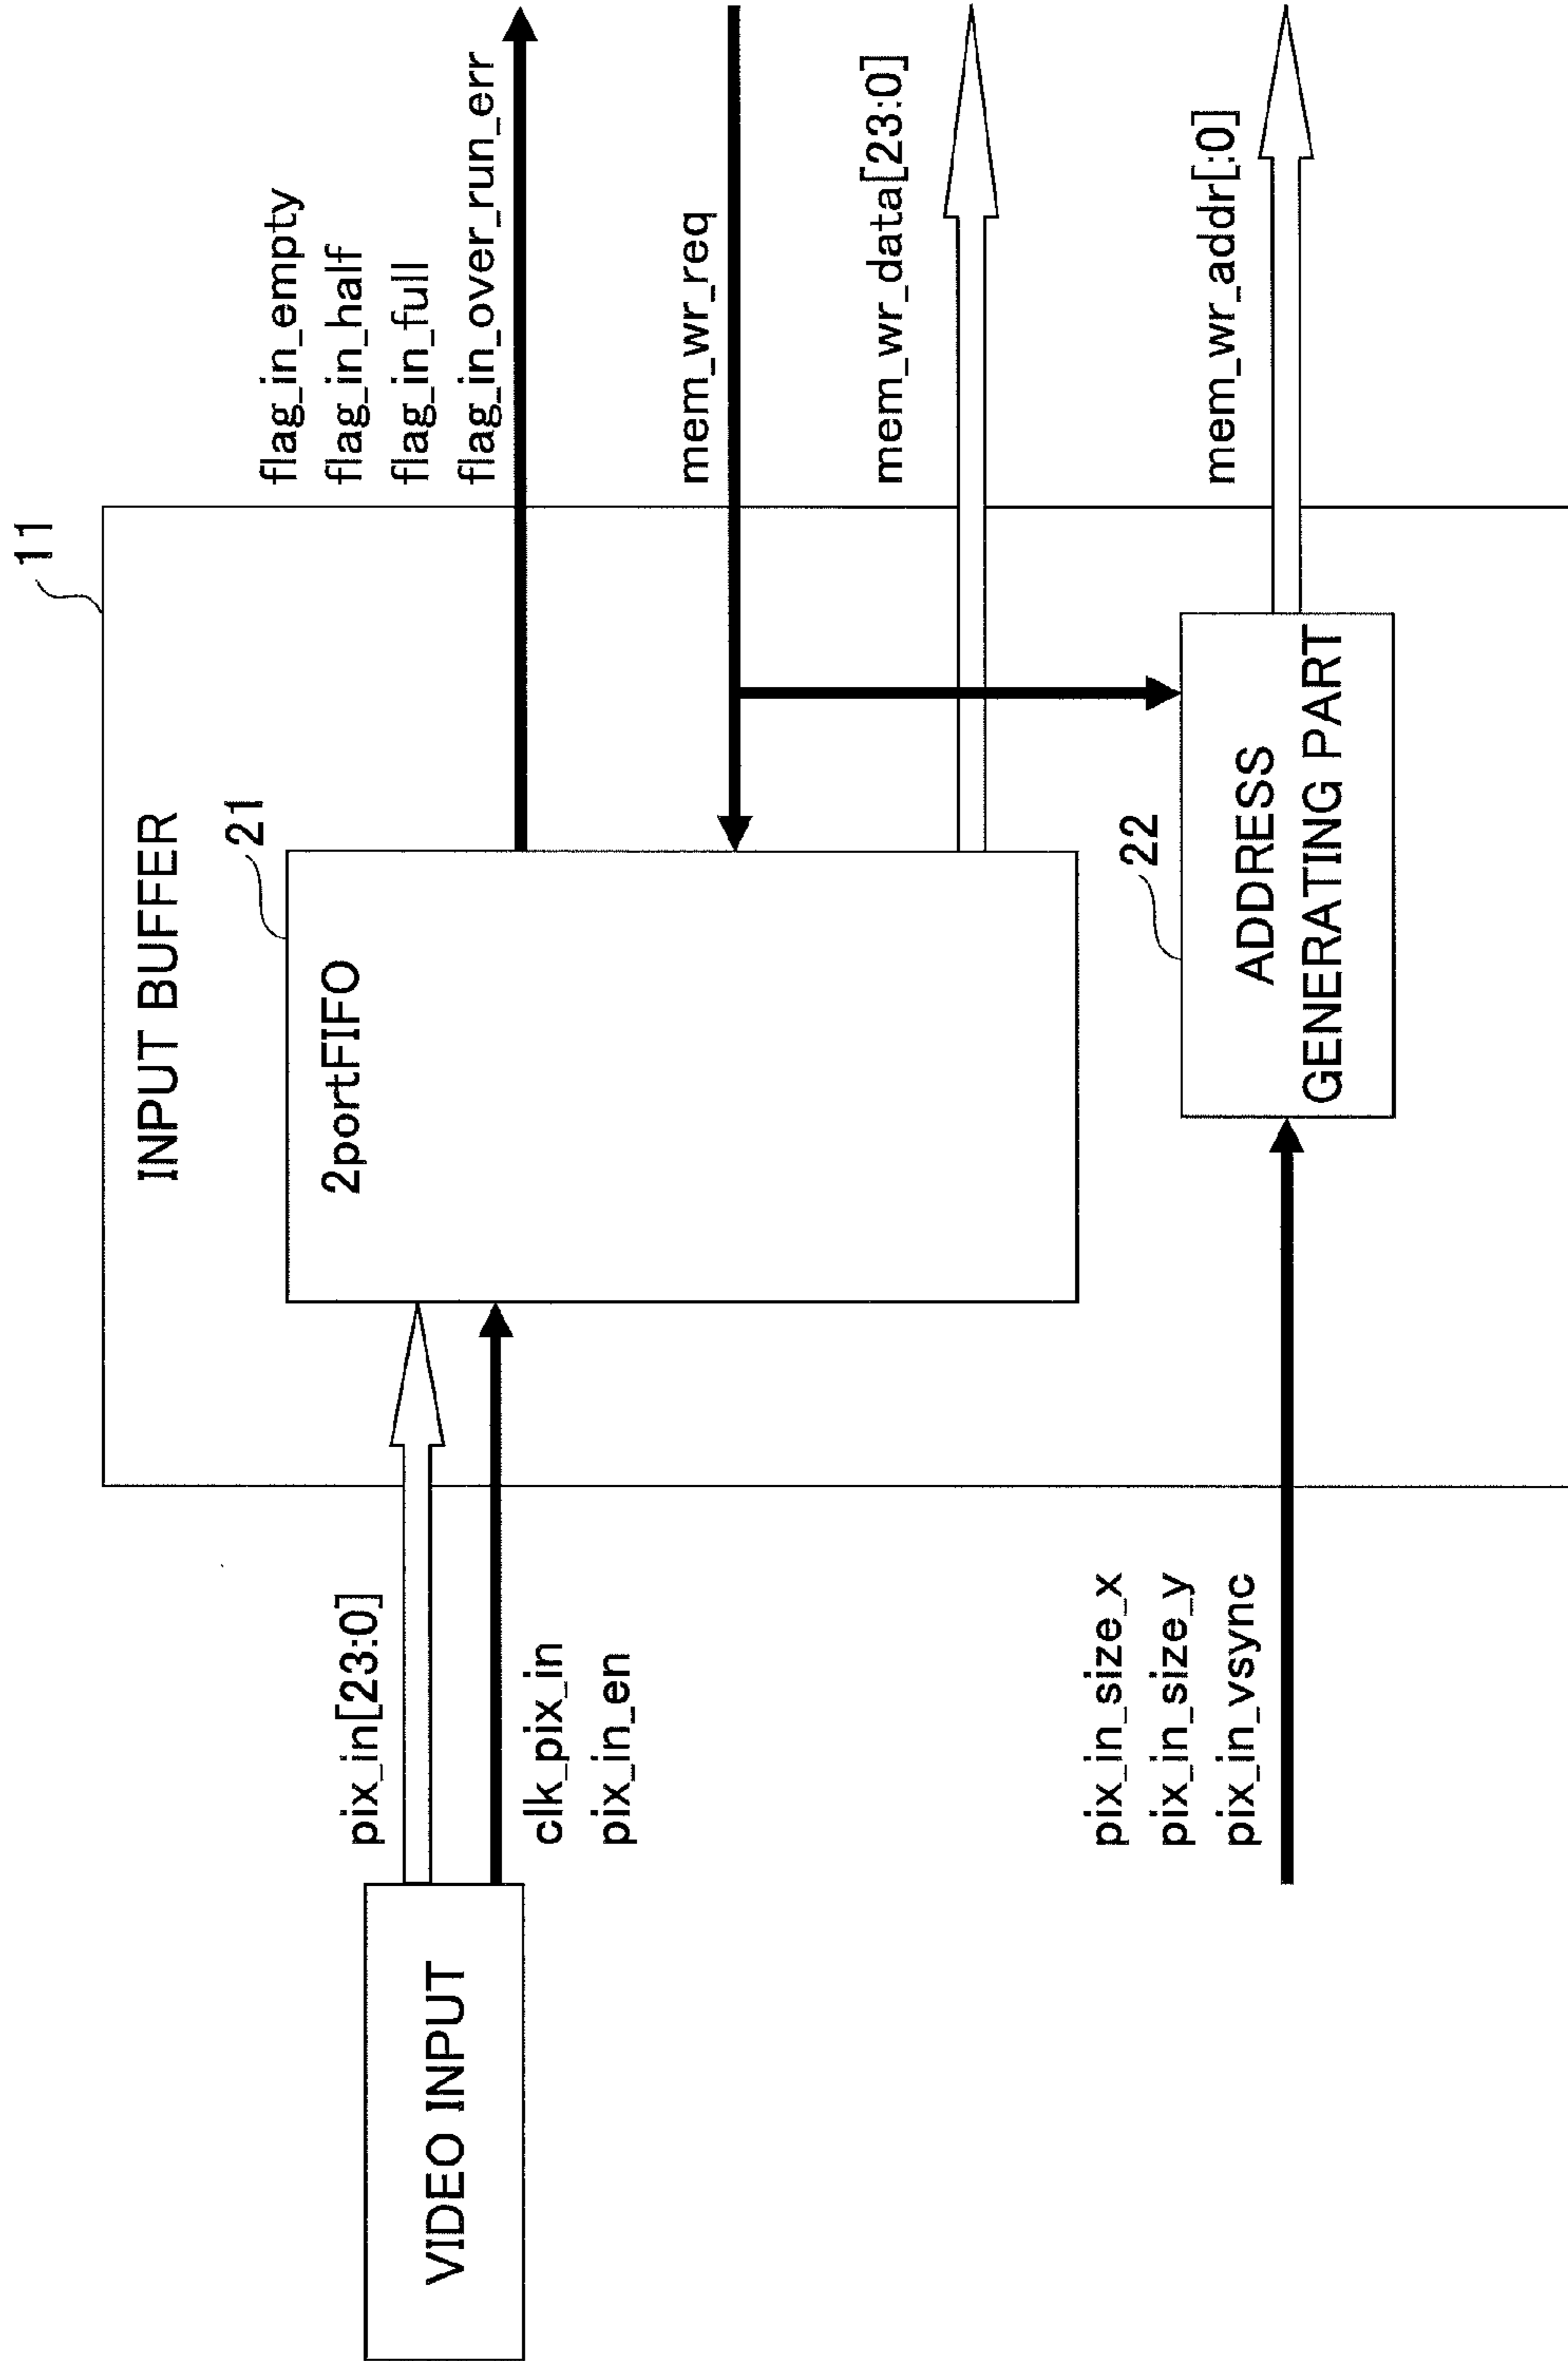 11
INPUT BUFFER
21
2portFIFO
VIDEO INPUT
pix_in[23:0]
clk_pix_in
pix_in_en
flag_in_empty
flag_in_half
flag_in_full
flag_in_over_run_err
mem_wr_req
mem_wr_data[23:0]
pix_in_size_x
pix_in_size_y
pix_in_vsync
22
ADDRESS
GENERATING PART
mem_wr_addr[:0]